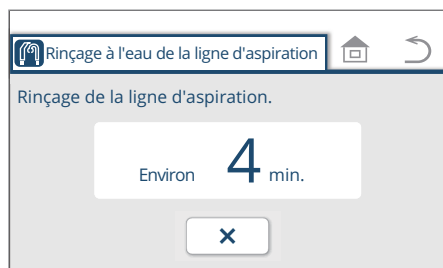 Rinçage à l'eau de la ligne d'aspiration
Rinçage de la ligne d'aspiration.
Environ 4 min.